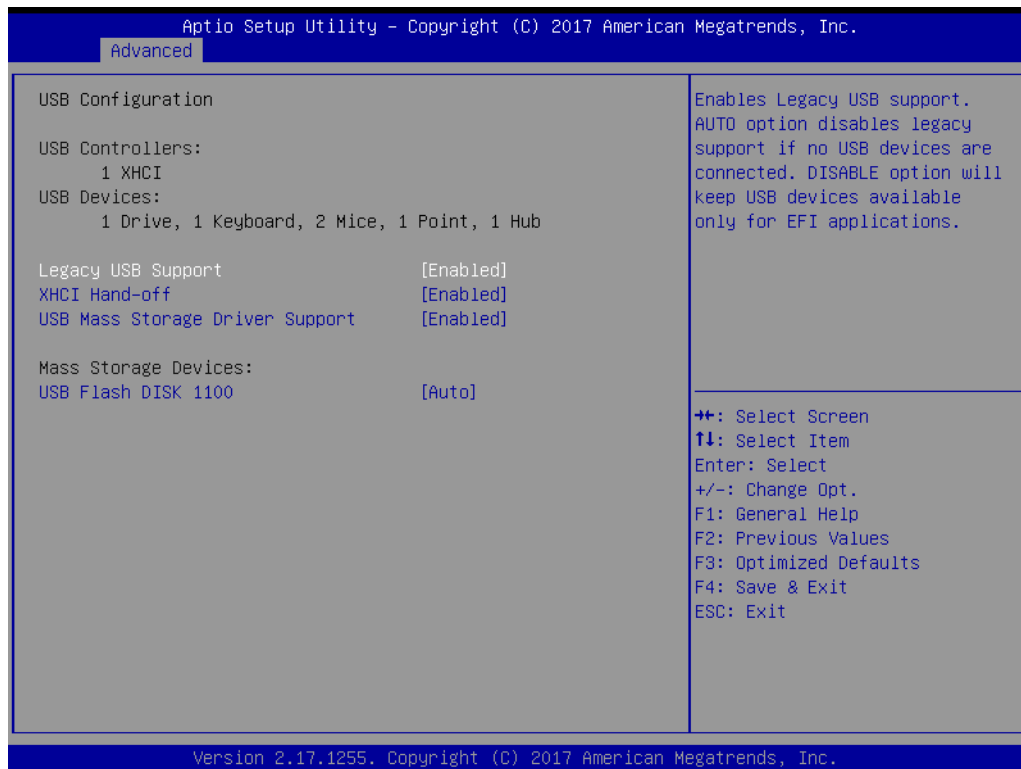 Aptio Setup Utility – Copyright (C) 2017 American Megatrends, Inc.
Advanced
USB Configuration
USB Controllers:
1 XHCI
USB Devices:
1 Drive, 1 Keyboard, 2 Mice, 1 Point, 1 Hub
Legacy USB Support [Enabled]
XHCI Hand-off [Enabled]
USB Mass Storage Driver Support [Enabled]
Mass Storage Devices:
USB Flash DISK 1100 [Auto]
Enables Legacy USB support.
AUTO option disables legacy
support if no USB devices are
connected. DISABLE option will
keep USB devices available
only for EFI applications.
→←: Select Screen
↑↓: Select Item
Enter: Select
+/-: Change Opt.
F1: General Help
F2: Previous Values
F3: Optimized Defaults
F4: Save & Exit
ESC: Exit
Version 2.17.1255. Copyright (C) 2017 American Megatrends, Inc.